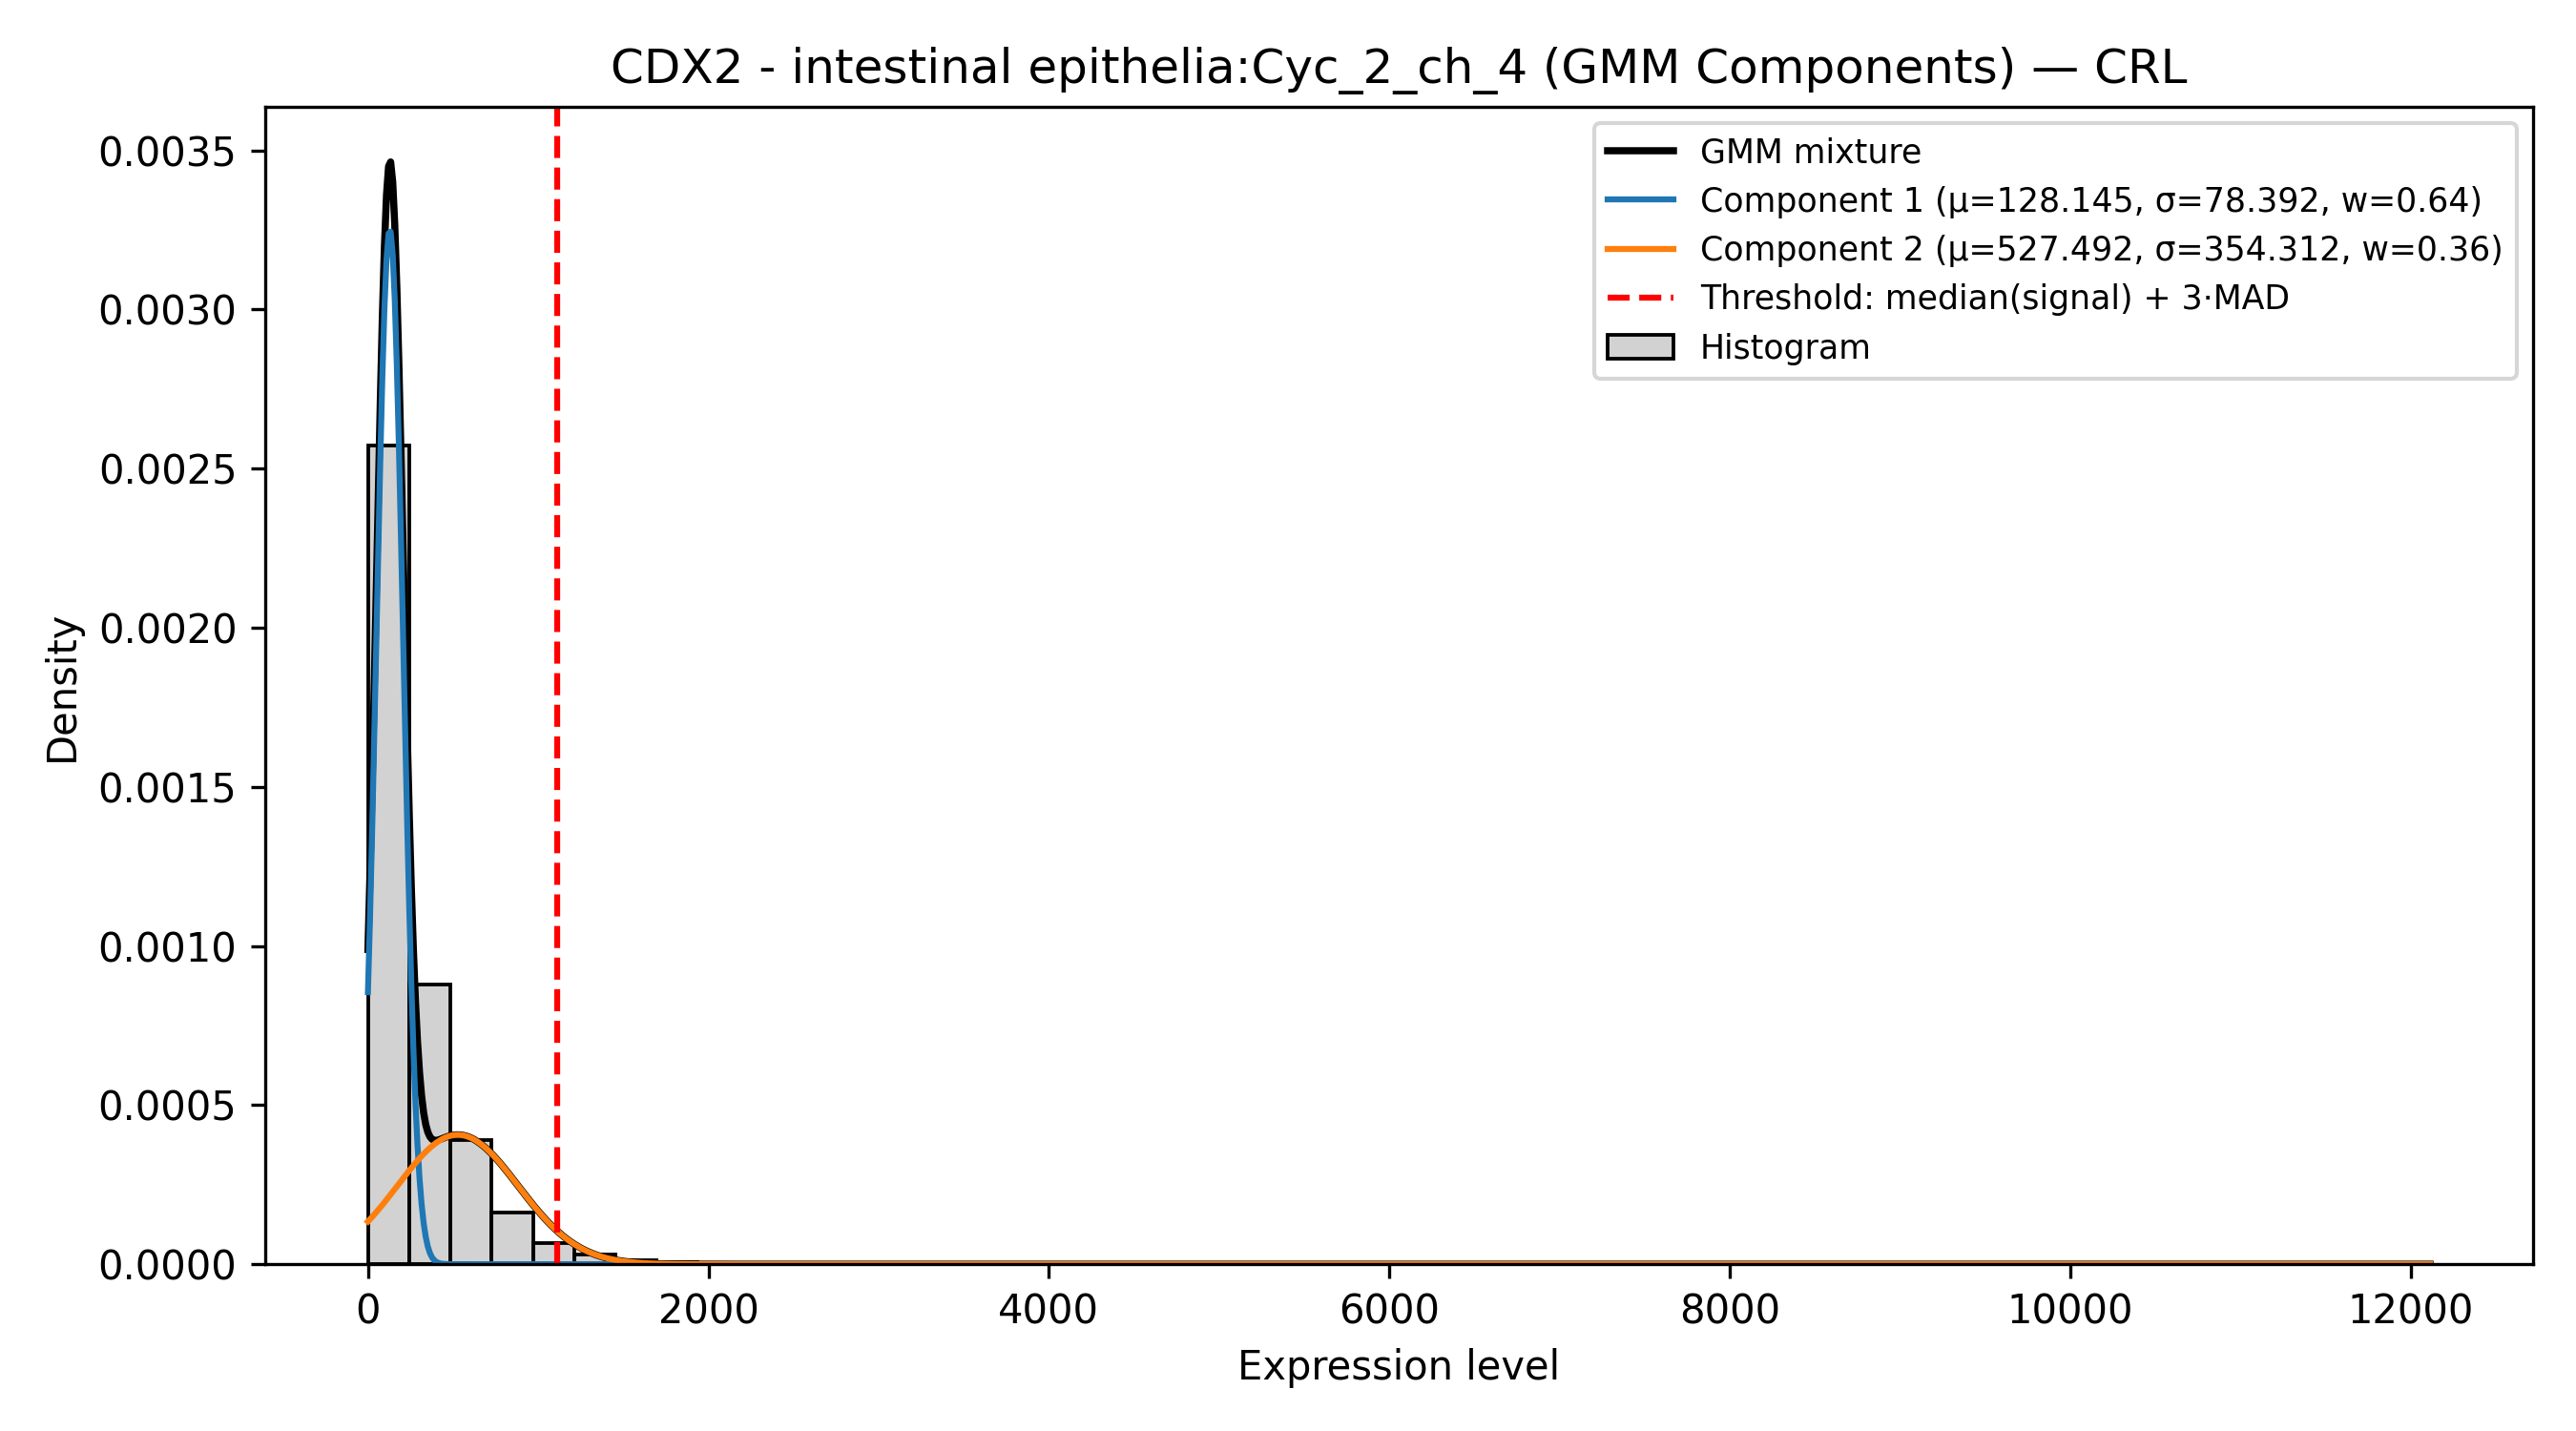 CDX2 - intestinal epithelia:Cyc_2_ch_4 (GMM Components) — CRL
GMM mixture
Component 1 (μ=128.145, σ=78.392, w=0.64)
Component 2 (μ=527.492, σ=354.312, w=0.36)
Threshold: median(signal) + 3·MAD
Histogram
Density
0.0035
0.0030
0.0025
0.0020
0.0015
0.0010
0.0005
0.0000
0 2000 4000 6000 8000 10000 12000
Expression level